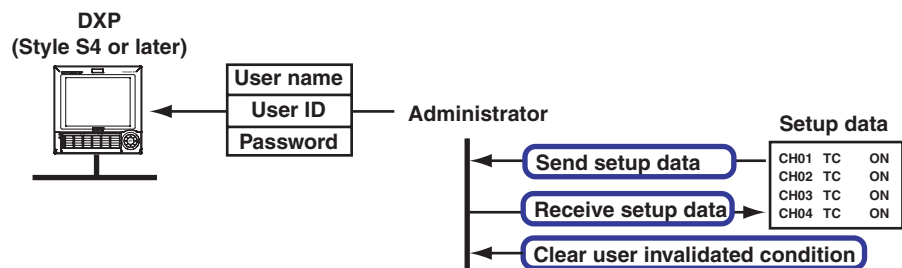 DXP
(Style S4 or later)
User name
User ID
Password
Administrator
Setup data
Send setup data
Receive setup data
Clear user invalidated condition
CH01 TC ON
CH02 TC ON
CH03 TC ON
CH04 TC ON